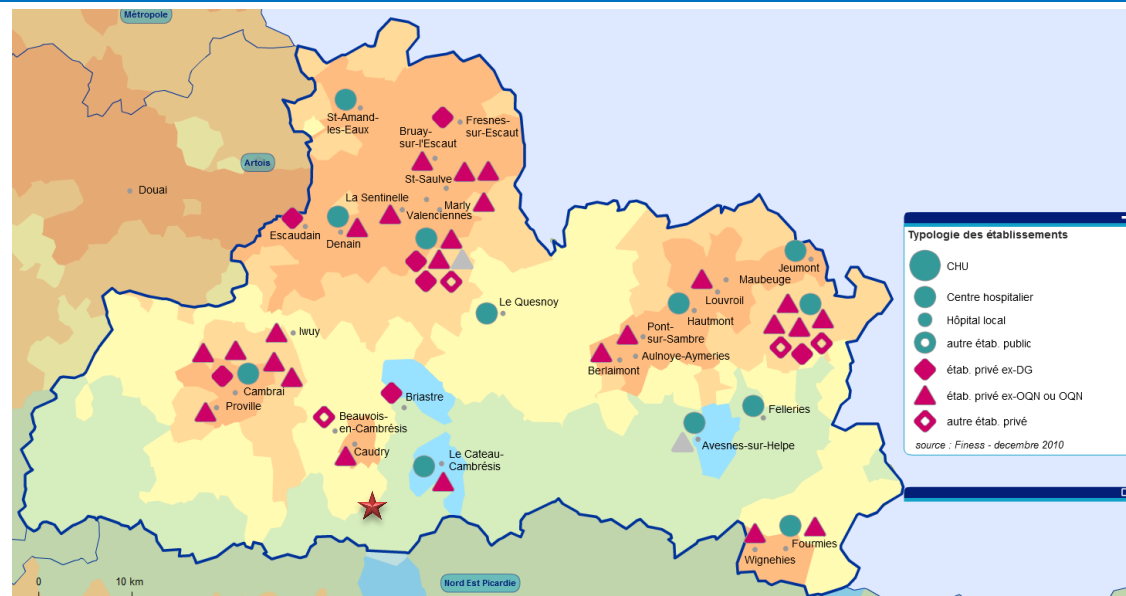 Métropole
St-Amand-
les-Eaux
Fresnes-
sur-Escaut
Bruay-
sur-l'Escaut
Artois
St-Saulve
Douai
La Sentinelle
Marly
Valenciennes
Escaudain
Denain
Jeumont
Maubeuge
Louvroil
Hautmont
Le Quesnoy
Iwuy
Pont-
sur-Sambre
Aulnoye-Aymeries
Berlaimont
Cambrai
Proville
Briastre
Beauvois-
en-Cambrésis
Caudry
Le Cateau-
Cambrésis
Felleries
Avesnes-sur-Helpe
Fourmies
Wignehies
0 10 km
Nord Est Picardie
Typologie des établissements
CHU
Centre hospitalier
Hôpital local
autre étab. public
étab. privé ex-DG
étab. privé ex-OQN ou OQN
autre étab. privé
source : Finess - decembre 2010